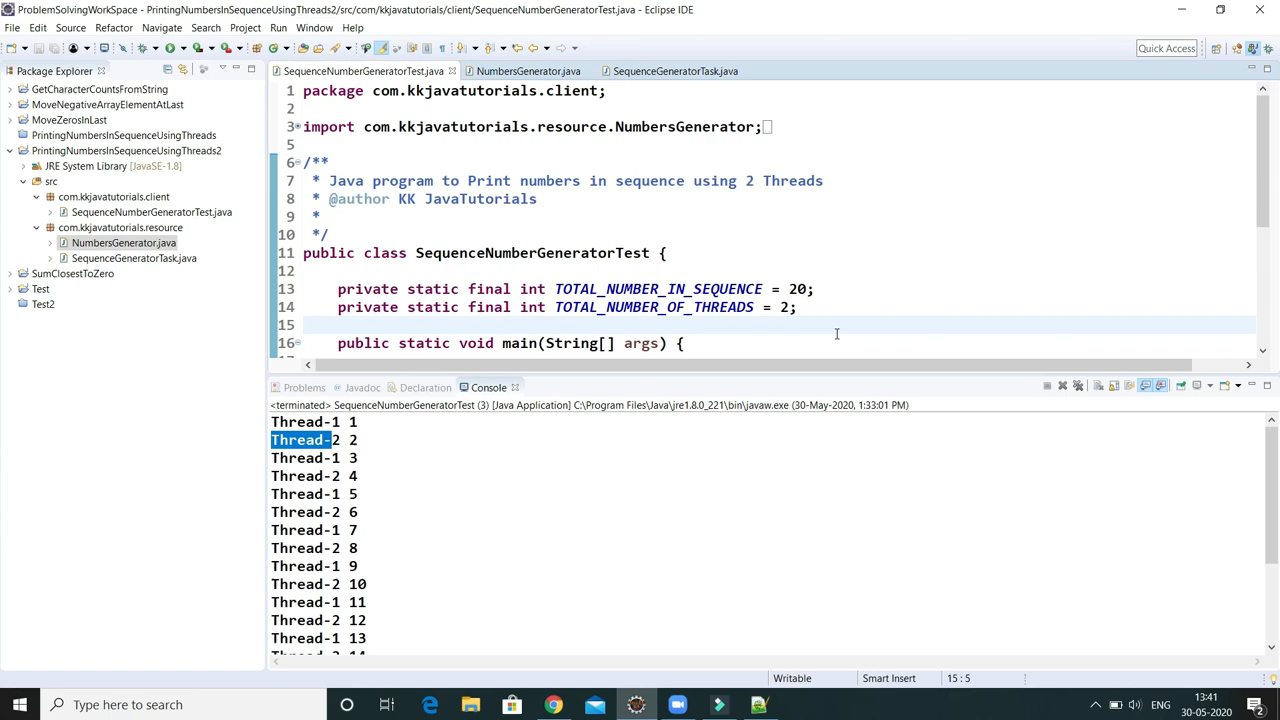 ProblemSolvingWorkSpace - PrintingNumbersInSequenceUsingThreads2/src/com/kkjavatutorials/client/SequenceNumberGeneratorTest.java - Eclipse IDE
File Edit Source Refactor Navigate Search Project Run Window Help
Quick Access
Package Explorer
GetCharacterCountsFromString
MoveNegativeArrayElementAtLast
MoveZerosInLast
PrintingNumbersInSequenceUsingThreads
PrintingNumbersInSequenceUsingThreads2
JRE System Library [JavaSE-1.8]
src
com.kkjavatutorials.client
SequenceNumberGeneratorTest.java
com.kkjavatutorials.resource
NumbersGenerator.java
SequenceGeneratorTask.java
SumClosestToZero
Test
Test2
SequenceNumberGeneratorTest.java NumbersGenerator.java SequenceGeneratorTask.java
1 package com.kkjavatutorials.client;
2
3 import com.kkjavatutorials.resource.NumbersGenerator;
5
6 /**
7 * Java program to Print numbers in sequence using 2 Threads
8 * @author KK JavaTutorials
9 *
10 */
11 public class SequenceNumberGeneratorTest {
12
13 private static final int TOTAL_NUMBER_IN_SEQUENCE = 20;
14 private static final int TOTAL_NUMBER_OF_THREADS = 2;
15
16 public static void main(String[] args) {
Problems Javadoc Declaration Console
<terminated> SequenceNumberGeneratorTest (3) [Java Application] C:\Program Files\Java\jre1.8.0_221\bin\javaw.exe (30-May-2020, 1:33:01 PM)
Thread-1 1
Thread-2 2
Thread-1 3
Thread-2 4
Thread-1 5
Thread-2 6
Thread-1 7
Thread-2 8
Thread-1 9
Thread-2 10
Thread-1 11
Thread-2 12
Thread-1 13
Thread-2 14
Writable Smart Insert 15 : 5
Type here to search
ENG
13:41
30-05-2020
2